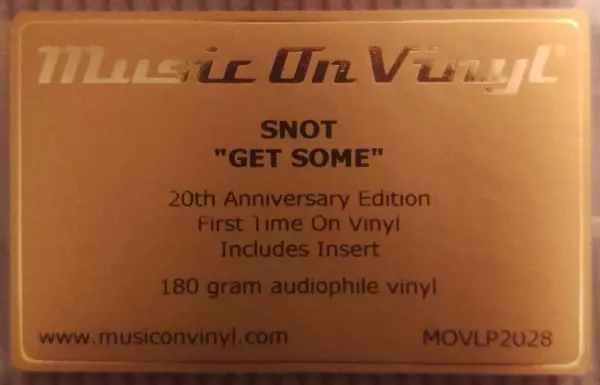 Music On Vinyl
SNOT
"GET SOME"
20th Anniversary Edition
First Time On Vinyl
Includes Insert
180 gram audiophile vinyl
www.musiconvinyl.com
MOVLP2028